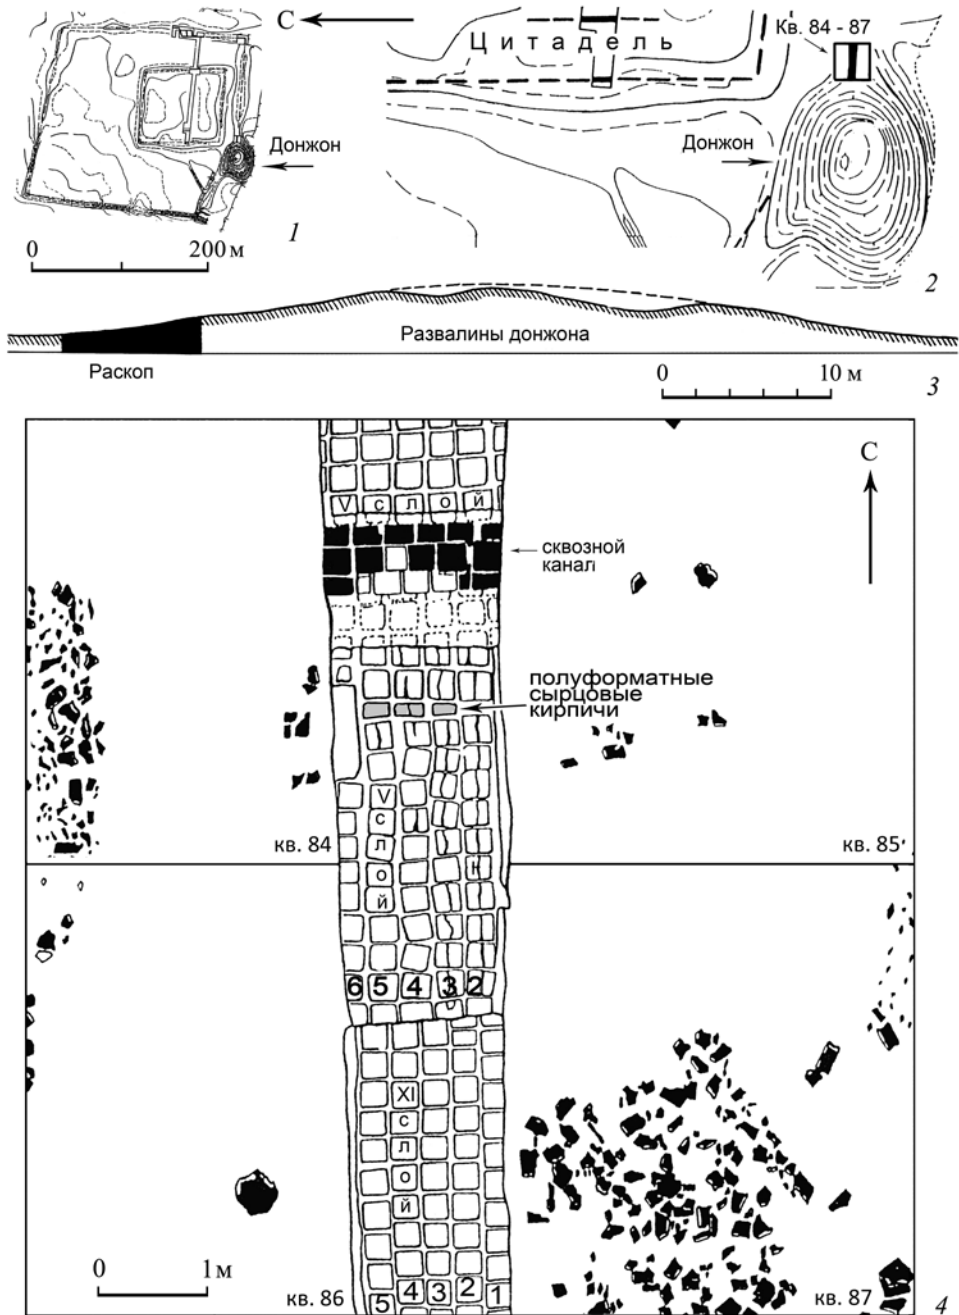 С
Цитадель
Кв. 84 - 87
Донжон
Донжон
1
0 200 м
2
Развалины донжона
Раскоп
0 10 м
3
С
V слой
сквозной
канал
полуформатные
сырцовые
кирпичи
V
с
л
о
й
кв. 84
кв. 85
6 5 4 3 2
XI
с
л
о
й
0 1 м
5 4 3 2 1
кв. 86
кв. 87
4